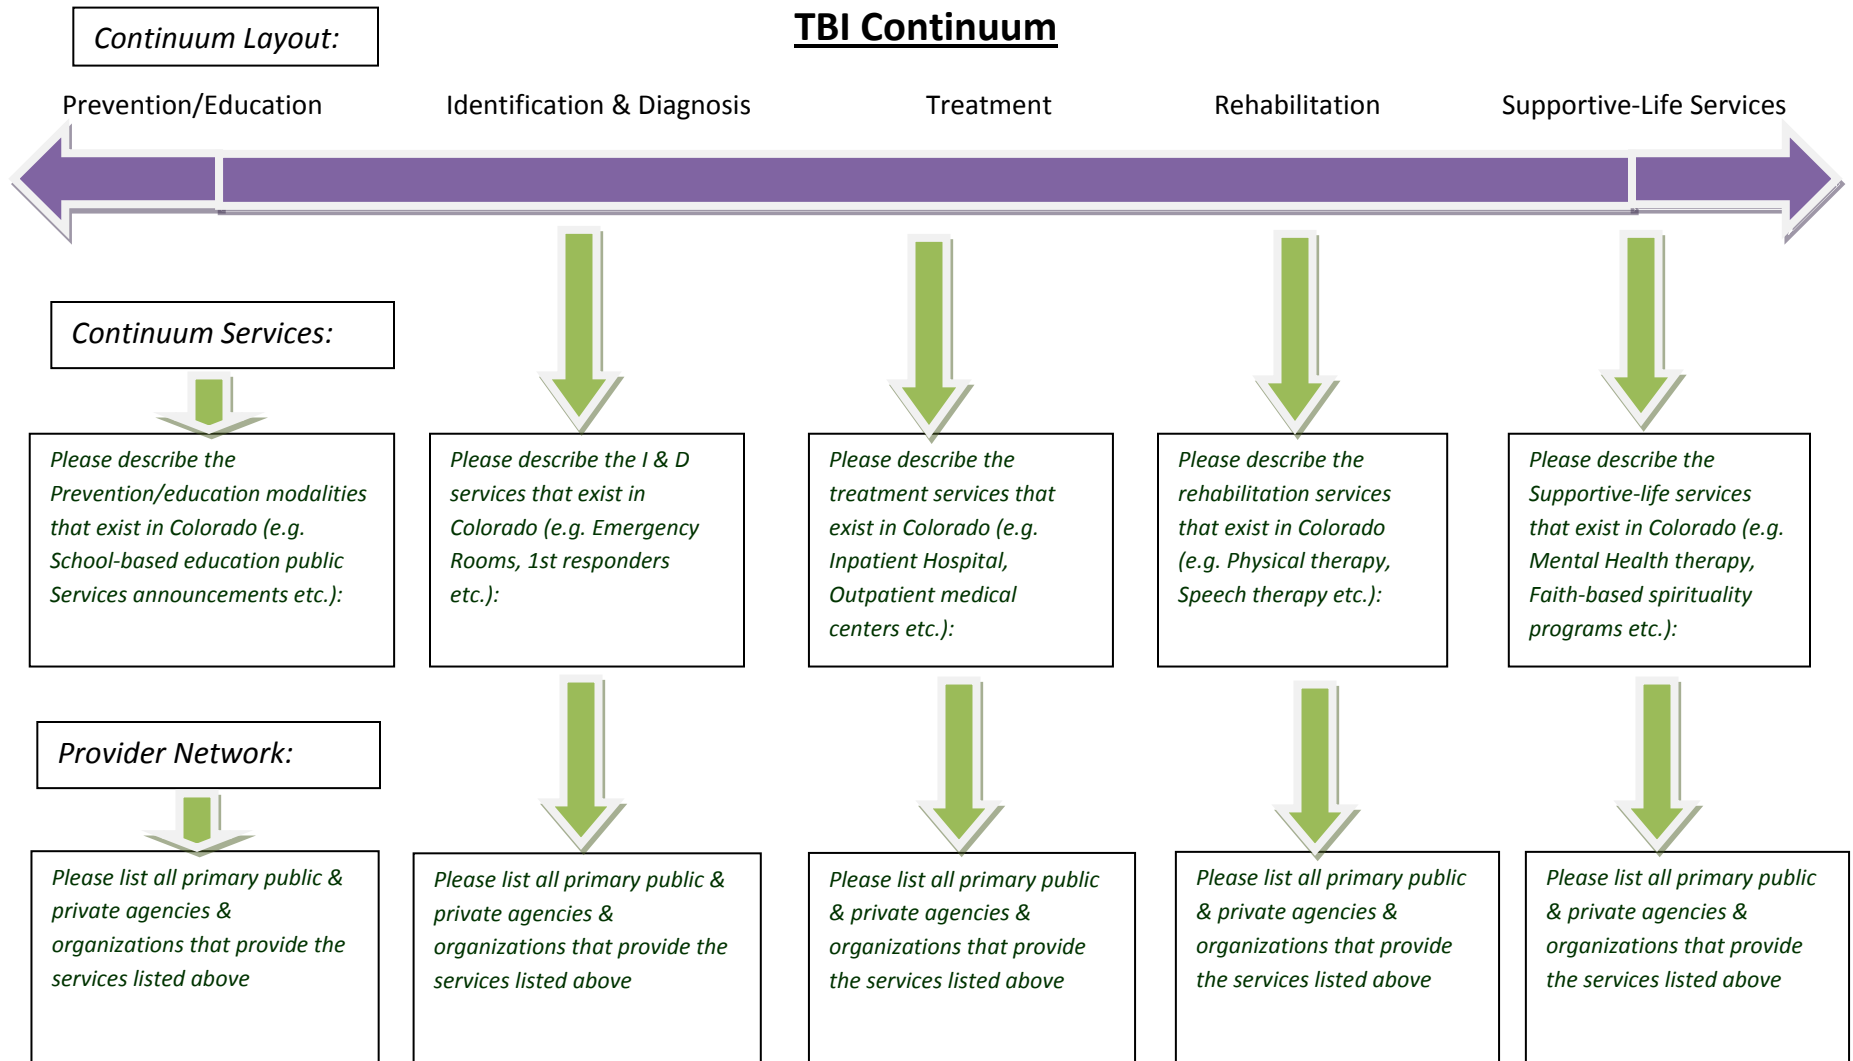 TBI Continuum
Continuum Layout:
Prevention/Education
Identification & Diagnosis
Treatment
Rehabilitation
Supportive-Life Services
Continuum Services:
Please describe the
Prevention/education modalities
that exist in Colorado (e.g.
School-based education public
Services announcements etc.):
Please describe the I & D
services that exist in
Colorado (e.g. Emergency
Rooms, 1st responders
etc.):
Please describe the
treatment services that
exist in Colorado (e.g.
Inpatient Hospital,
Outpatient medical
centers etc.):
Please describe the
rehabilitation services
that exist in Colorado
(e.g. Physical therapy,
Speech therapy etc.):
Please describe the
Supportive-life services
that exist in Colorado (e.g.
Mental Health therapy,
Faith-based spirituality
programs etc.):
Provider Network:
Please list all primary public &
private agencies &
organizations that provide the
services listed above
Please list all primary public &
private agencies &
organizations that provide the
services listed above
Please list all primary public
& private agencies &
organizations that provide
the services listed above
Please list all primary public
& private agencies &
organizations that provide
the services listed above
Please list all primary public
& private agencies &
organizations that provide
the services listed above